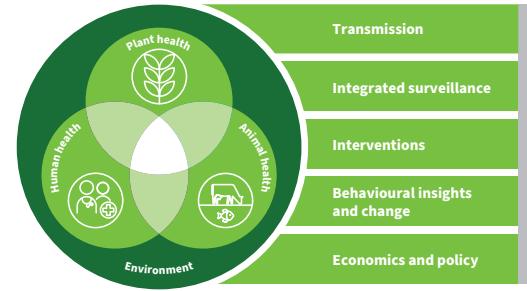 Plant health
Human health
Animal health
Environment
Transmission
Integrated surveillance
Interventions
Behavioural insights
and change
Economics and policy